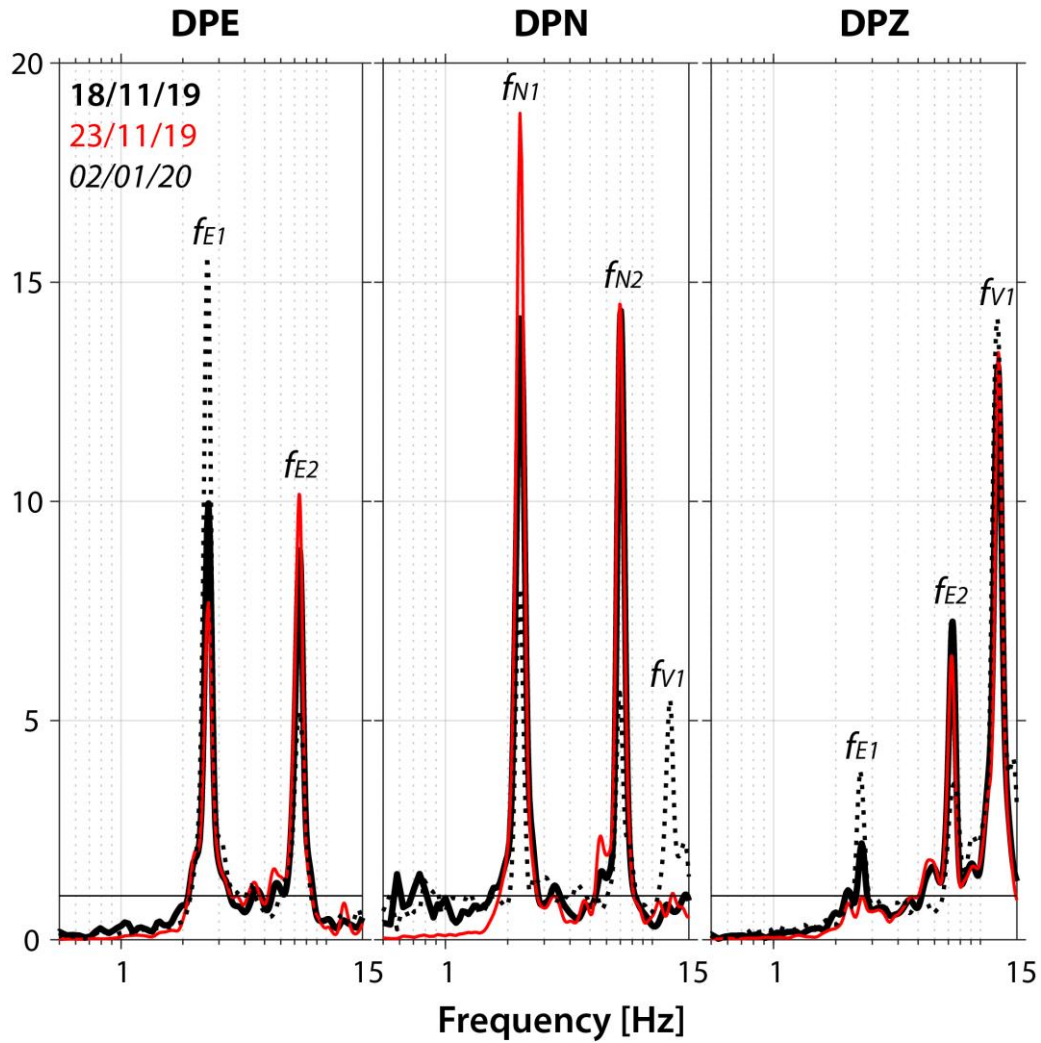 DPE DPN DPZ
20
18/11/19
23/11/19
02/01/20
fN1
fE1
fN2
fV1
15
fE2
10
fE2
fV1
fE1
5
0
1 15 1 15 1 15
Frequency [Hz]